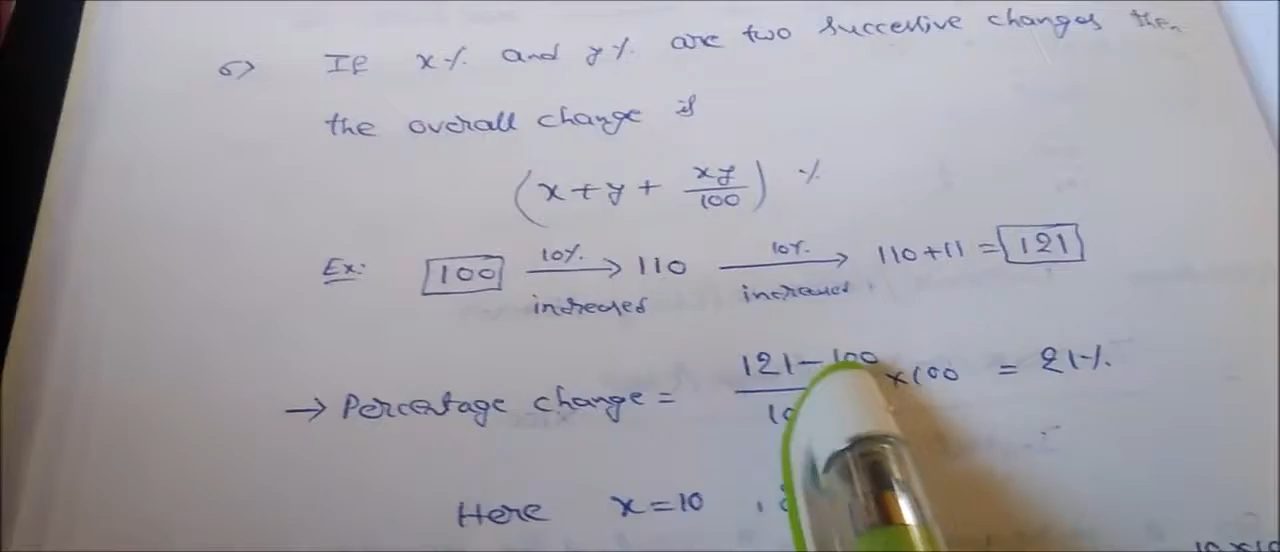 6) If x% and y% are two successive changes then
the overall change is
(x+y+ xy/100) %
Ex: 100 10% increased → 110 10% increased → 110+11 = 121
→ Percentage change = 121-100/10 ×100 = 21%
Here x=10 ,